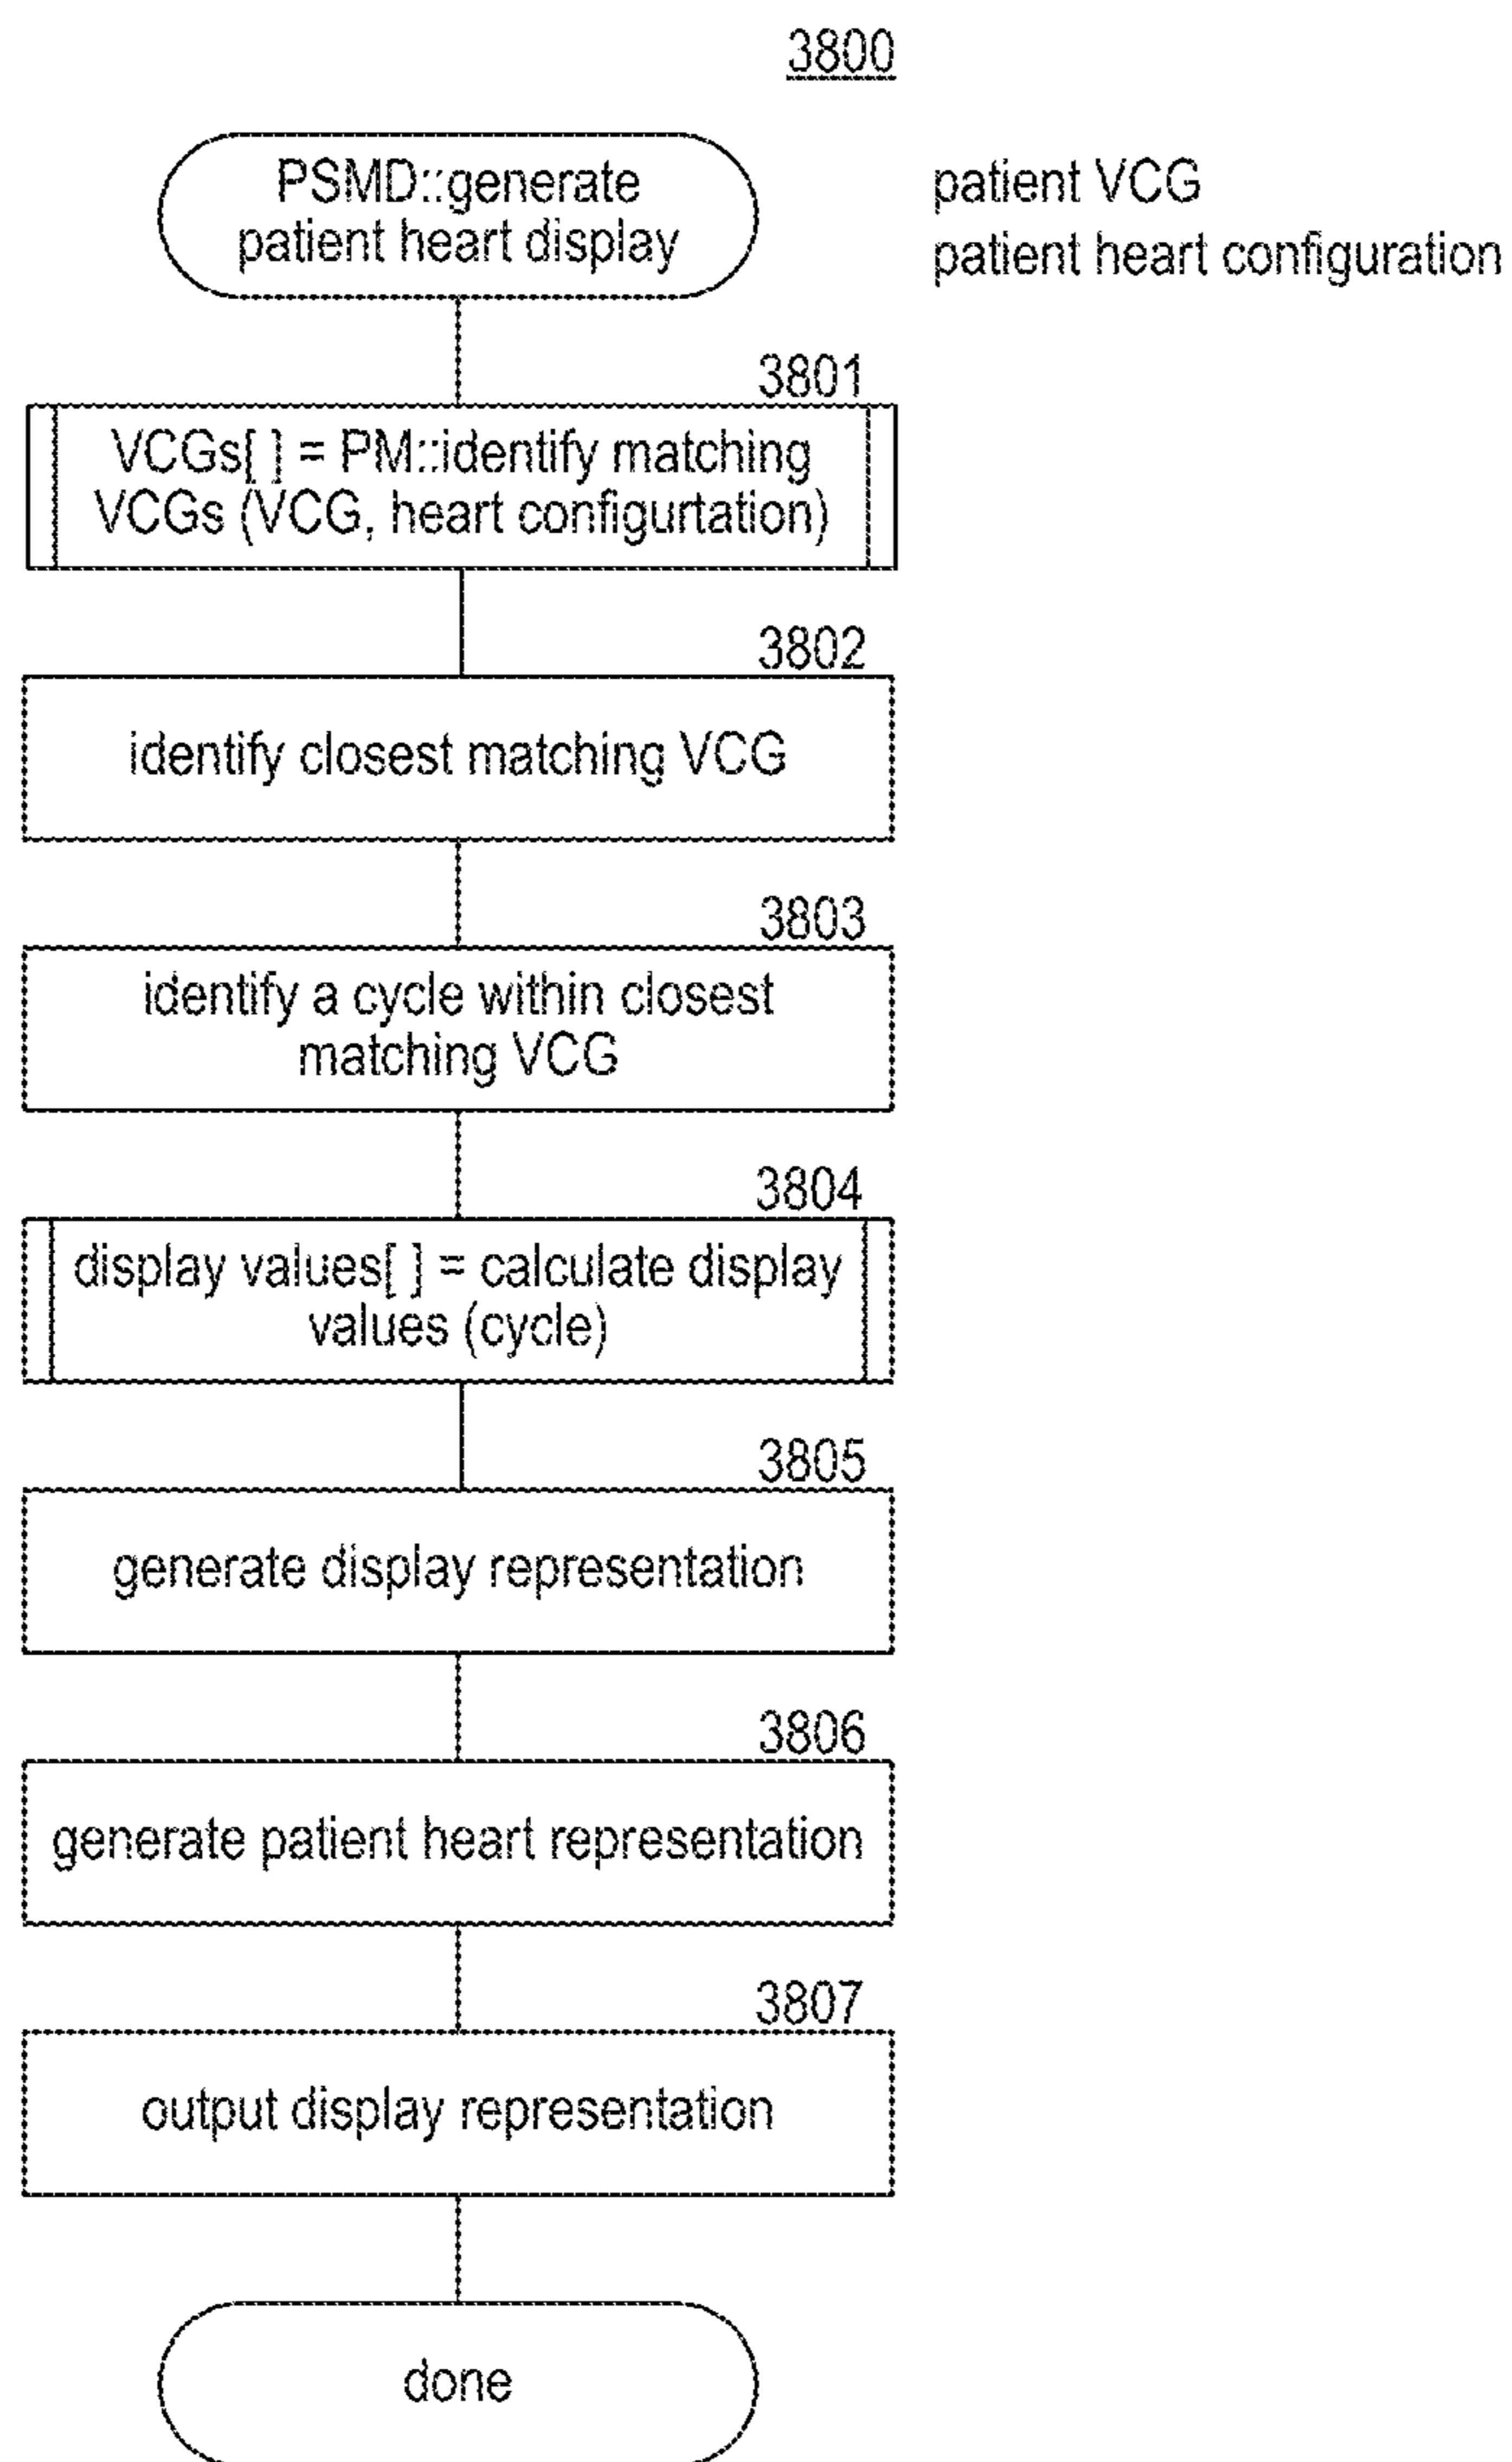 3800
PSMD::generate
patient heart display
patient VCG
patient heart configuration
3801
VCGs[ ] = PM::identify matching
VCGs (VCG, heart configurtation)
3802
identify closest matching VCG
3803
identify a cycle within closest
matching VCG
3804
display values[ ] = calculate display
values (cycle)
3805
generate display representation
3806
generate patient heart representation
3807
output display representation
done